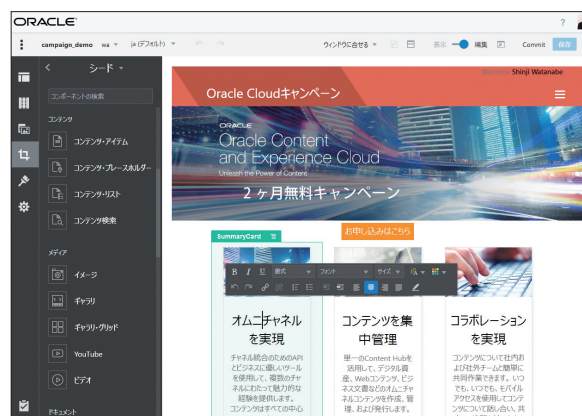 ORACLE
?
campaign_demo wa ja (デフォルト)
ウィンドウに合せる 表示 編集 Commit 保存
シード
コンポーネントの検索
コンテンツ
コンテンツ・アイテム
コンテンツ・プレースホルダー
コンテンツ・リスト
コンテンツ検索
メディア
イメージ
ギャラリ
ギャラリ・グリッド
YouTube
ビデオ
ドキュメント
Welcome Shinji Watanabe
Oracle Cloudキャンペーン
ORACLE
Oracle Content
and Experience Cloud
Unleash the Power of Content
2ヶ月無料キャンペーン
お申し込みはこちら
SummaryCard
B I U 書式 フォント サイズ
オムニチャネル
を実現
チャネル統合のためのAPI
とビジネスに優しいツール
を使用して、複数のチャ
ネルにわたって魅力的な
経験を提供します。
コンテンツはすべての中心
コンテンツを集
中管理
単一のContent Hubを
活用して、デジタル資
産、Webコンテンツ、ビジ
ネス文書などのオムニチャ
ネル・コンテンツを作成、管
理、および発行します。
コラボレーション
を実現
コンテンツについて社内お
よび社外チームと簡単に
共同作業できます。いつ
でも、いつでも、モバイル
アクセスを使用してコンテ
ンツについて話し合い、共